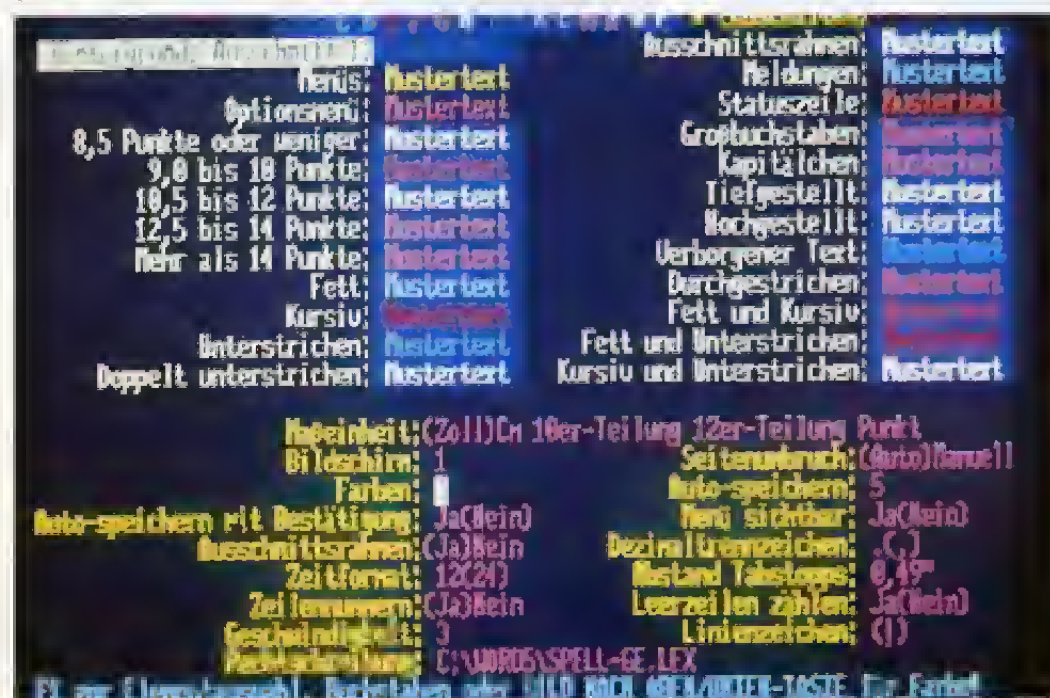 Ausschnittsrahmen: Mustertext
Menüs: Mustertext
Meldungen: Mustertext
Optionsmenü: Mustertext
Statuszeile: Mustertext
8,5 Punkte oder weniger: Mustertext
Großbuchstaben: Mustertext
9,0 bis 10 Punkte: Mustertext
Kapitälchen: Mustertext
10,5 bis 12 Punkte: Mustertext
Tiefgestellt: Mustertext
12,5 bis 14 Punkte: Mustertext
Hochgestellt: Mustertext
Mehr als 14 Punkte: Mustertext
Verborgener Text: Mustertext
Fett: Mustertext
Durchgestrichen: Mustertext
Kursiv: Mustertext
Fett und Kursiv: Mustertext
Unterstrichen: Mustertext
Fett und Unterstrichen: Mustertext
Doppelt unterstrichen: Mustertext
Kursiv und Unterstrichen: Mustertext
Maßeinheit:(Zoll)Cm 10er-Teilung 12er-Teilung Punkt
Bildschirm: 1
Seitenumbruch:(Auto)Manuell
Farben:
Auto-speichern: 5
Auto-speichern mit Bestätigung: Ja(Nein)
Menü sichtbar: Ja(Nein)
Ausschnittsrahmen:(Ja)Nein
Dezimaltrennzeichen: .(,)
Zeitformat: 12(24)
Abstand Tabstopps: 0,49"
Zeilennummern:(Ja)Nein
Leerzeilen zählen: Ja(Nein)
Geschwindigkeit: 3
Linienzeichen: (|)
C:\WORD5\SPELL-GE.LEX